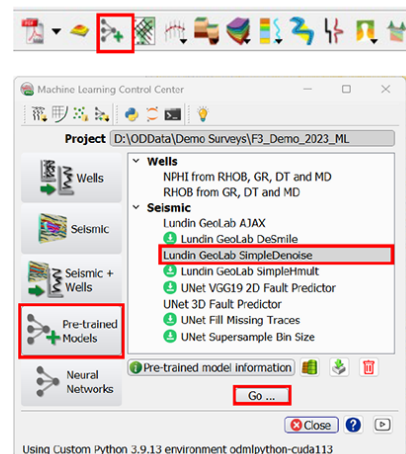 Machine Learning Control Center
Project D:\ODData\Demo Surveys\F3_Demo_2023_ML
Wells
Seismic
Seismic +
Wells
Pre-trained
Models
Neural
Networks
Wells
NPHI from RHOB, GR, DT and MD
RHOB from GR, DT and MD
Seismic
Lundin GeoLab AJAX
Lundin GeoLab DeSmile
Lundin GeoLab SimpleDenoise
Lundin GeoLab SimpleHmult
UNet VGG19 2D Fault Predictor
UNet 3D Fault Predictor
UNet Fill Missing Traces
UNet Supersample Bin Size
Pre-trained model information
Go ...
Close
Using Custom Python 3.9.13 environment odmlpython-cuda113